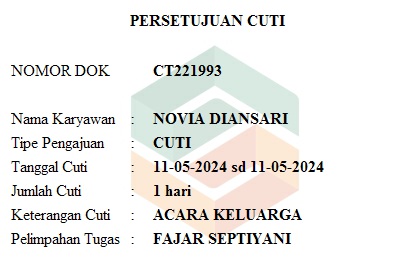 PERSETUJUAN CUTI
NOMOR DOK CT221993
Nama Karyawan : NOVIA DIANSARI
Tipe Pengajuan : CUTI
Tanggal Cuti : 11-05-2024 sd 11-05-2024
Jumlah Cuti : 1 hari
Keterangan Cuti : ACARA KELUARGA
Pelimpahan Tugas : FAJAR SEPTIYANI